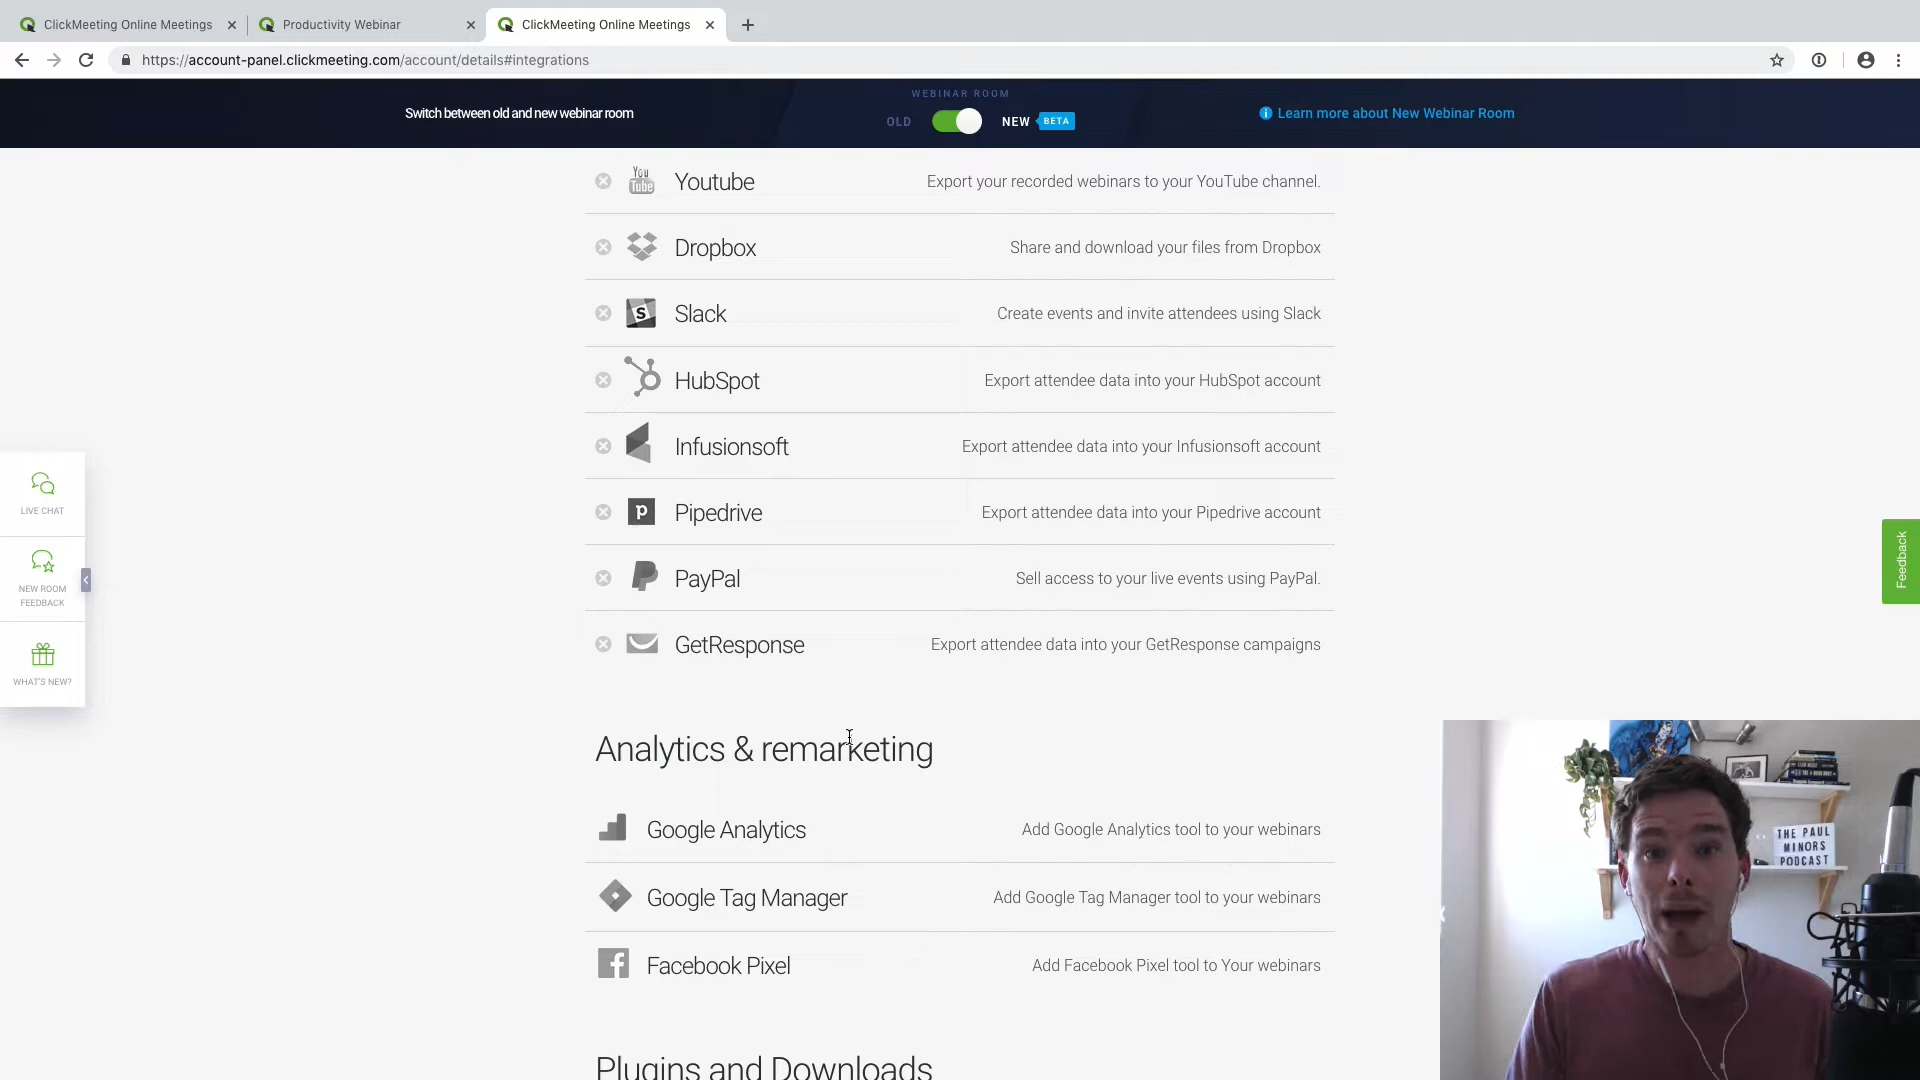 ClickMeeting Online Meetings
Productivity Webinar
ClickMeeting Online Meetings
https://account-panel.clickmeeting.com/account/details#integrations
WEBINAR ROOM
Switch between old and new webinar room
OLD
NEW BETA
Learn more about New Webinar Room
You Tube
Youtube
Export your recorded webinars to your YouTube channel.
Dropbox
Share and download your files from Dropbox
S
Slack
Create events and invite attendees using Slack
HubSpot
Export attendee data into your HubSpot account
Infusionsoft
Export attendee data into your Infusionsoft account
p
Pipedrive
Export attendee data into your Pipedrive account
PayPal
Sell access to your live events using PayPal.
GetResponse
Export attendee data into your GetResponse campaigns
LIVE CHAT
NEW ROOM
FEEDBACK
WHAT'S NEW?
Feedback
Analytics & remarketing
Google Analytics
Add Google Analytics tool to your webinars
Google Tag Manager
Add Google Tag Manager tool to your webinars
Facebook Pixel
Add Facebook Pixel tool to Your webinars
Plugins and Downloads
THE PAUL
MINORS
PODCAST